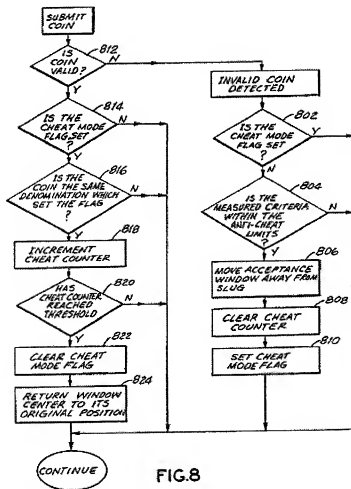 SUBMIT
COIN
812
IS
COIN
VALID?
N
Y
814
IS THE
CHEAT MODE
FLAG SET
?
N
Y
816
IS THE
COIN THE SAME
DENOMINATION WHICH
SET THE FLAG
?
N
Y
818
INCREMENT
CHEAT COUNTER
820
HAS
CHEAT COUNTER
REACHED
THRESHOLD
N
Y
822
CLEAR CHEAT
MODE FLAG
824
RETURN WINDOW
CENTER TO ITS
ORIGINAL POSITION
CONTINUE
INVALID COIN
DETECTED
802
IS THE
CHEAT MODE
FLAG SET
?
Y
N
804
IS THE
MEASURED CRITERIA
WITHIN THE
ANTI-CHEAT
LIMITS
?
N
Y
806
MOVE ACCEPTANCE
WINDOW AWAY FROM
SLUG
808
CLEAR CHEAT
COUNTER
810
SET CHEAT
MODE FLAG
FIG.8